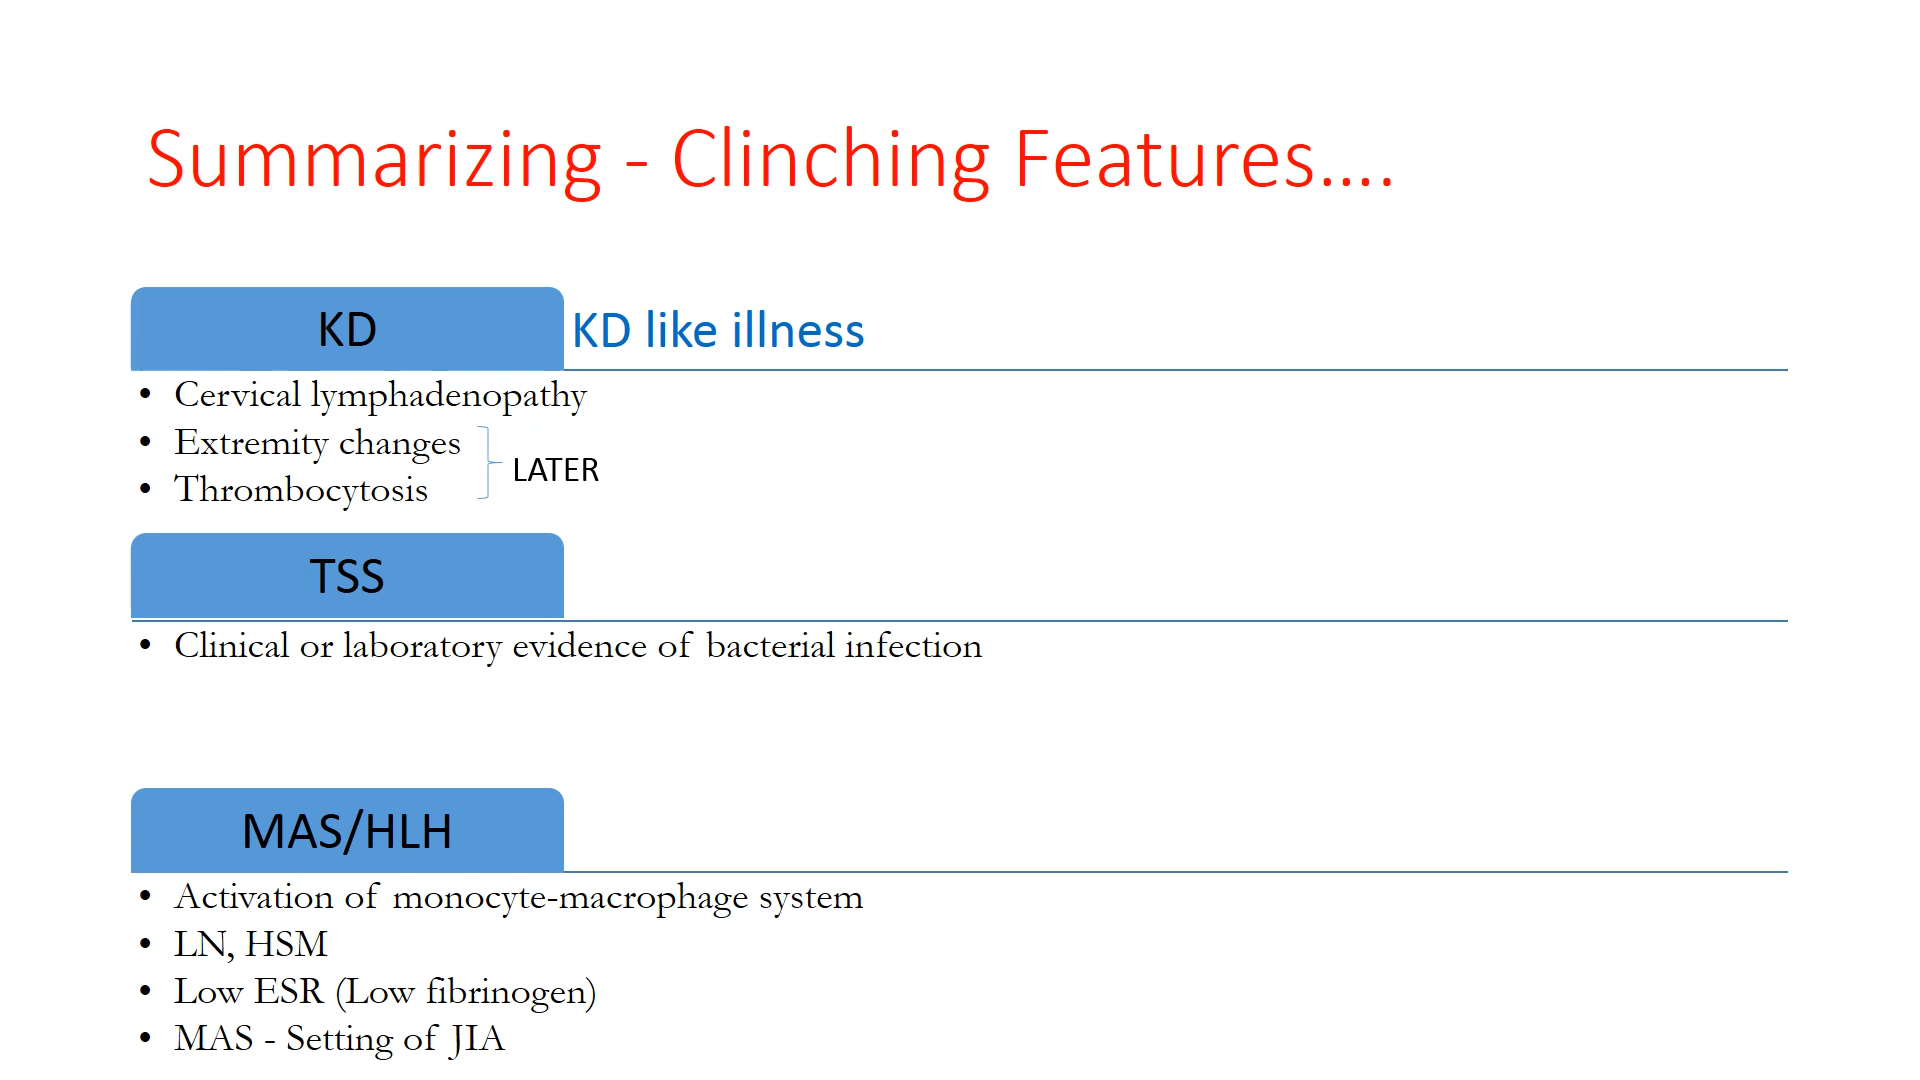 Summarizing - Clinching Features....
KD
KD like illness
• Cervical lymphadenopathy
• Extremity changes
• Thrombocytosis
LATER
TSS
• Clinical or laboratory evidence of bacterial infection
MAS/HLH
• Activation of monocyte-macrophage system
• LN, HSM
• Low ESR (Low fibrinogen)
• MAS - Setting of JIA